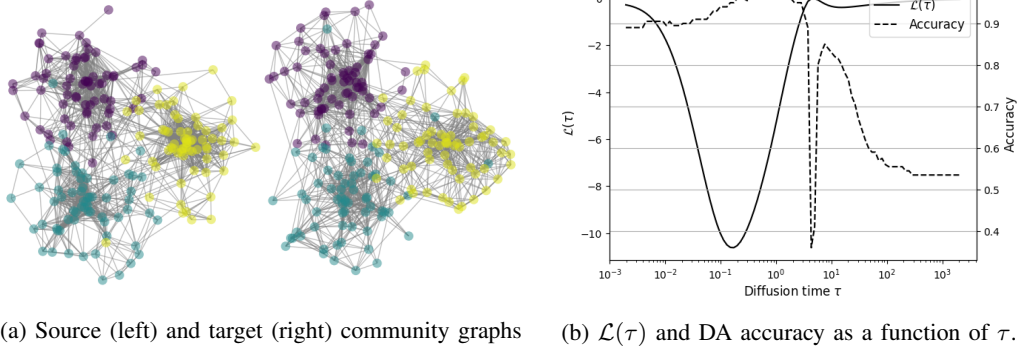 0
−2
−4
−6
−8
−10
ℒ(τ)
ℒ(τ)
Accuracy
0.9
0.8
0.7
0.6
0.5
0.4
Accuracy
10⁻³ 10⁻² 10⁻¹ 10⁰ 10¹ 10² 10³
Diffusion time τ
(a) Source (left) and target (right) community graphs
(b) ℒ(τ) and DA accuracy as a function of τ.